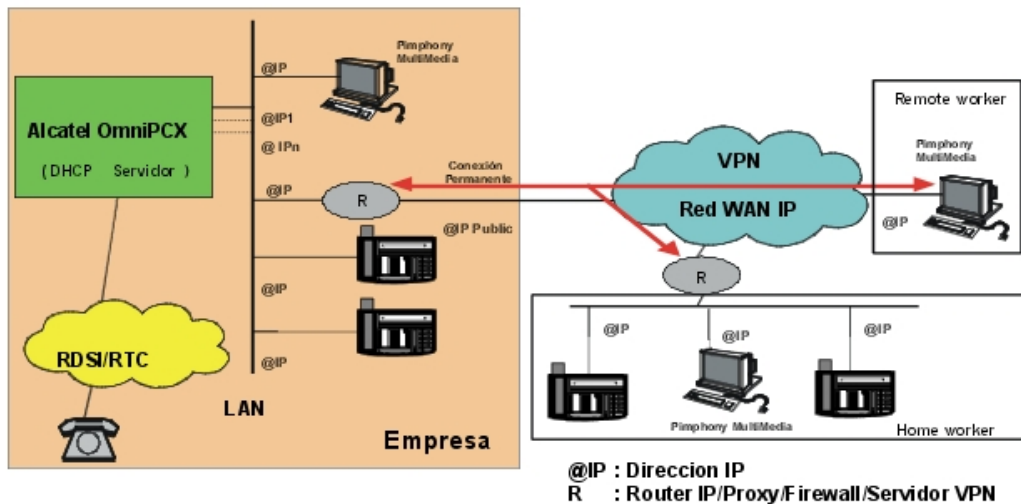 Pimphony
MultiMedia
@IP
Alcatel OmniPCX
(DHCP Servidor)
@IP1
@ IPn
@IP
R
Conexión
Permanente
@IP Public
@IP
@IP
RDSI/RTC
LAN
Empresa
VPN
Red WAN IP
R
Remote worker
Pimphony
MultiMedia
@IP
@IP
@IP
@IP
Pimphony MultiMedia
Home worker
@IP : Direccion IP
R : Router IP/Proxy/Firewall/Servidor VPN